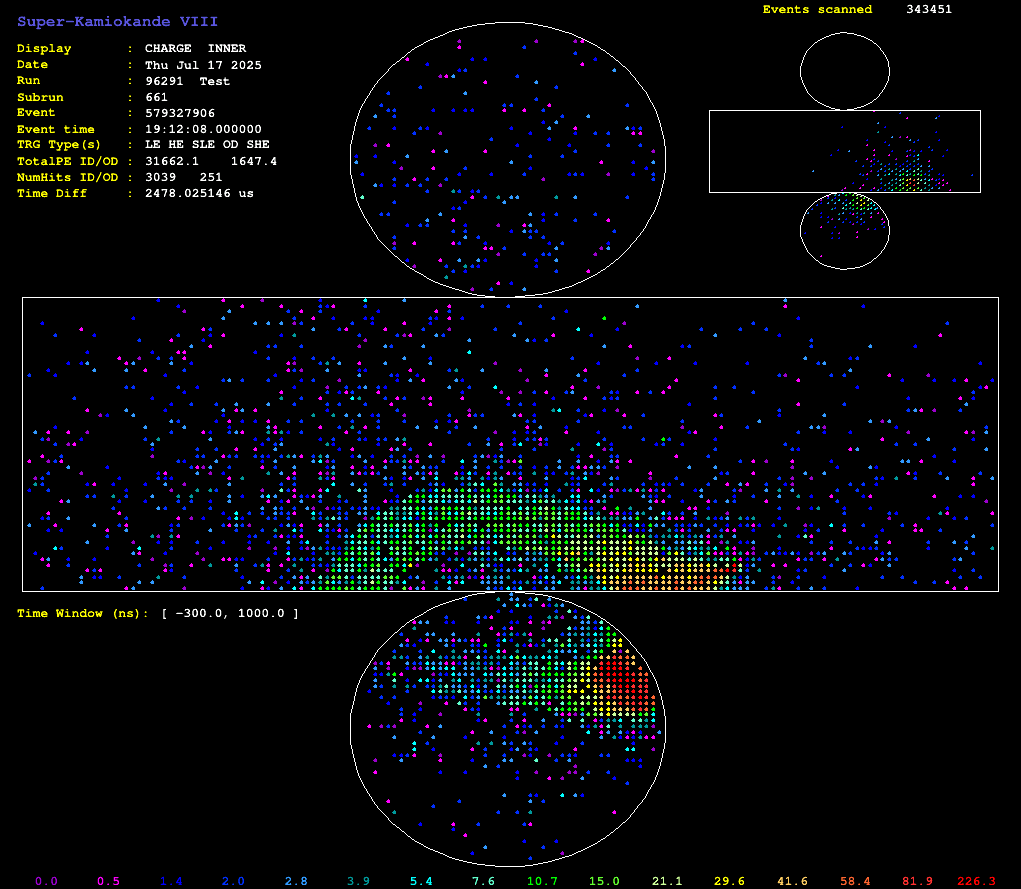 Super-Kamiokande VIII
Events scanned 343451
Display : CHARGE INNER
Date : Thu Jul 17 2025
Run : 96291 Test
Subrun : 661
Event : 579327906
Event time : 19:12:08.000000
TRG Type(s) : LE HE SLE OD SHE
TotalPE ID/OD : 31662.1 1647.4
NumHits ID/OD : 3039 251
Time Diff : 2478.025146 us
Time Window (ns): [ -300.0, 1000.0 ]
0.0 0.5 1.4 2.0 2.8 3.9 5.4 7.6 10.7 15.0 21.1 29.6 41.6 58.4 81.9 226.3